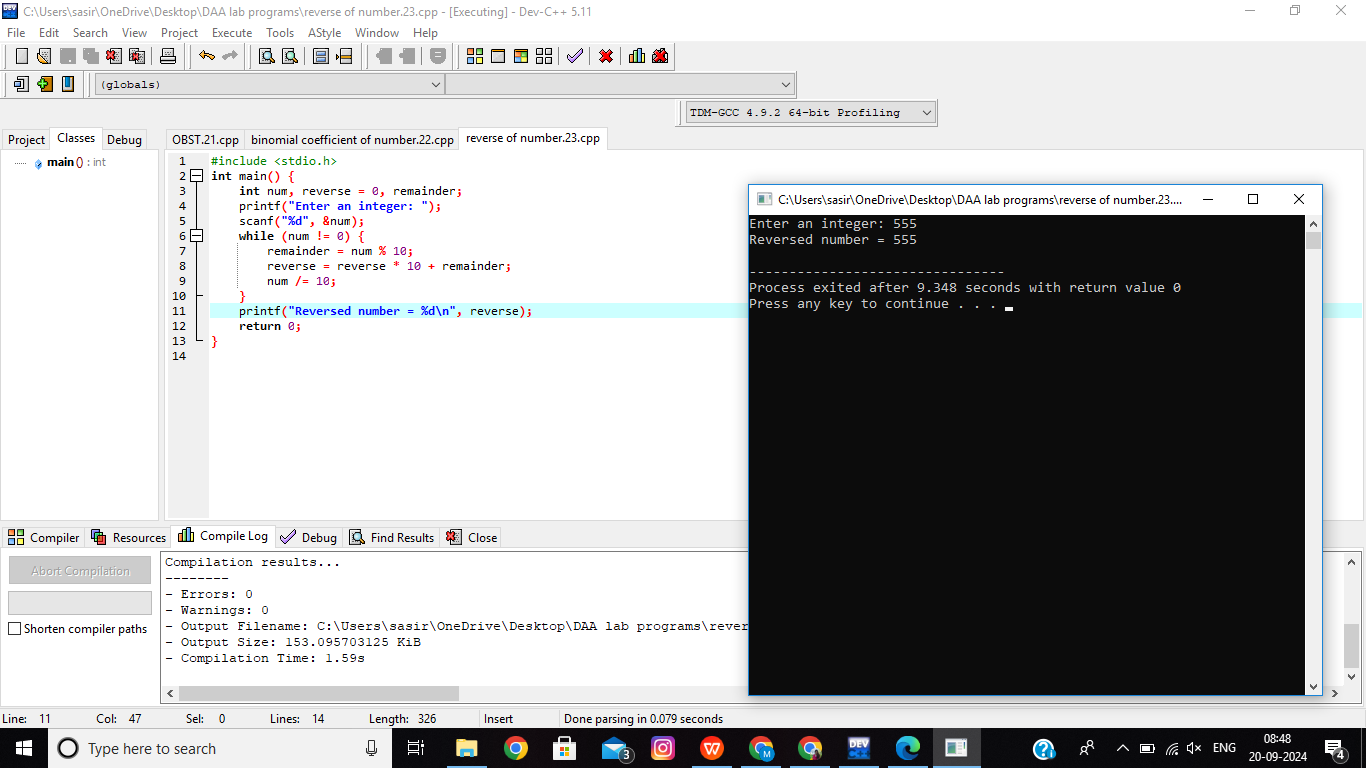 C:\Users\sasir\OneDrive\Desktop\DAA lab programs\reverse of number.23.cpp - [Executing] - Dev-C++ 5.11
File Edit Search View Project Execute Tools AStyle Window Help
(globals)
TDM-GCC 4.9.2 64-bit Profiling
Project Classes Debug
OBST.21.cpp binomial coefficient of number.22.cpp reverse of number.23.cpp
main () : int
1 #include <stdio.h>
2 int main() {
3 int num, reverse = 0, remainder;
4 printf("Enter an integer: ");
5 scanf("%d", &num);
6 while (num != 0) {
7 remainder = num % 10;
8 reverse = reverse * 10 + remainder;
9 num /= 10;
10 }
11 printf("Reversed number = %d\n", reverse);
12 return 0;
13 }
14
C:\Users\sasir\OneDrive\Desktop\DAA lab programs\reverse of number.23....
Enter an integer: 555
Reversed number = 555
--------------------------------
Process exited after 9.348 seconds with return value 0
Press any key to continue . . .
Compiler Resources Compile Log Debug Find Results Close
Abort Compilation
Shorten compiler paths
Compilation results...
--------
- Errors: 0
- Warnings: 0
- Output Filename: C:\Users\sasir\OneDrive\Desktop\DAA lab programs\rever
- Output Size: 153.095703125 KiB
- Compilation Time: 1.59s
Line: 11 Col: 47 Sel: 0 Lines: 14 Length: 326 Insert Done parsing in 0.079 seconds
Type here to search
3
M
DEV
ENG
08:48
20-09-2024
4